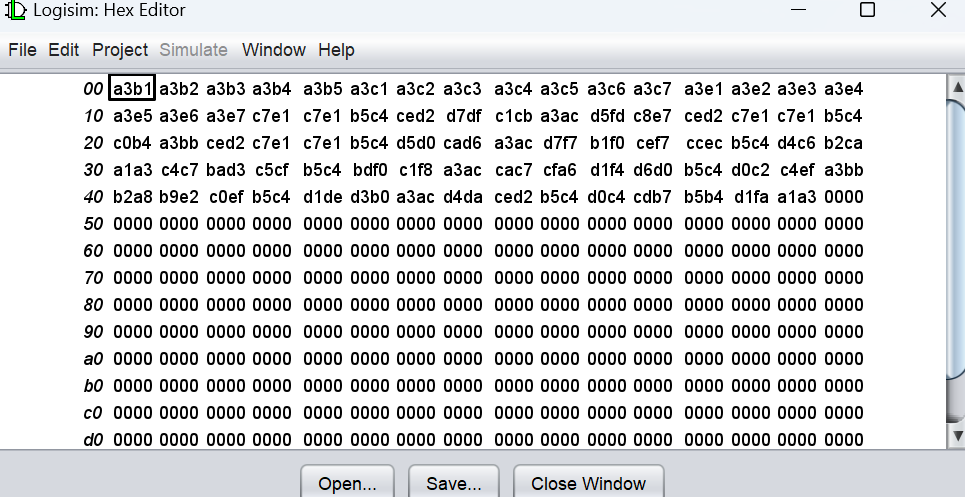 Logisim: Hex Editor
File Edit Project Simulate Window Help
00 a3b1 a3b2 a3b3 a3b4 a3b5 a3c1 a3c2 a3c3 a3c4 a3c5 a3c6 a3c7 a3e1 a3e2 a3e3 a3e4
10 a3e5 a3e6 a3e7 c7e1 c7e1 b5c4 ced2 d7df c1cb a3ac d5fd c8e7 ced2 c7e1 c7e1 b5c4
20 c0b4 a3bb ced2 c7e1 c7e1 b5c4 d5d0 cad6 a3ac d7f7 b1f0 cef7 ccec b5c4 d4c6 b2ca
30 a1a3 c4c7 bad3 c5cf b5c4 bdf0 c1f8 a3ac cac7 cfa6 d1f4 d6d0 b5c4 d0c2 c4ef a3bb
40 b2a8 b9e2 c0ef b5c4 d1de d3b0 a3ac d4da ced2 b5c4 d0c4 cdb7 b5b4 d1fa a1a3 0000
50 0000 0000 0000 0000 0000 0000 0000 0000 0000 0000 0000 0000 0000 0000 0000 0000
60 0000 0000 0000 0000 0000 0000 0000 0000 0000 0000 0000 0000 0000 0000 0000 0000
70 0000 0000 0000 0000 0000 0000 0000 0000 0000 0000 0000 0000 0000 0000 0000 0000
80 0000 0000 0000 0000 0000 0000 0000 0000 0000 0000 0000 0000 0000 0000 0000 0000
90 0000 0000 0000 0000 0000 0000 0000 0000 0000 0000 0000 0000 0000 0000 0000 0000
a0 0000 0000 0000 0000 0000 0000 0000 0000 0000 0000 0000 0000 0000 0000 0000 0000
b0 0000 0000 0000 0000 0000 0000 0000 0000 0000 0000 0000 0000 0000 0000 0000 0000
c0 0000 0000 0000 0000 0000 0000 0000 0000 0000 0000 0000 0000 0000 0000 0000 0000
d0 0000 0000 0000 0000 0000 0000 0000 0000 0000 0000 0000 0000 0000 0000 0000 0000
Open... Save... Close Window